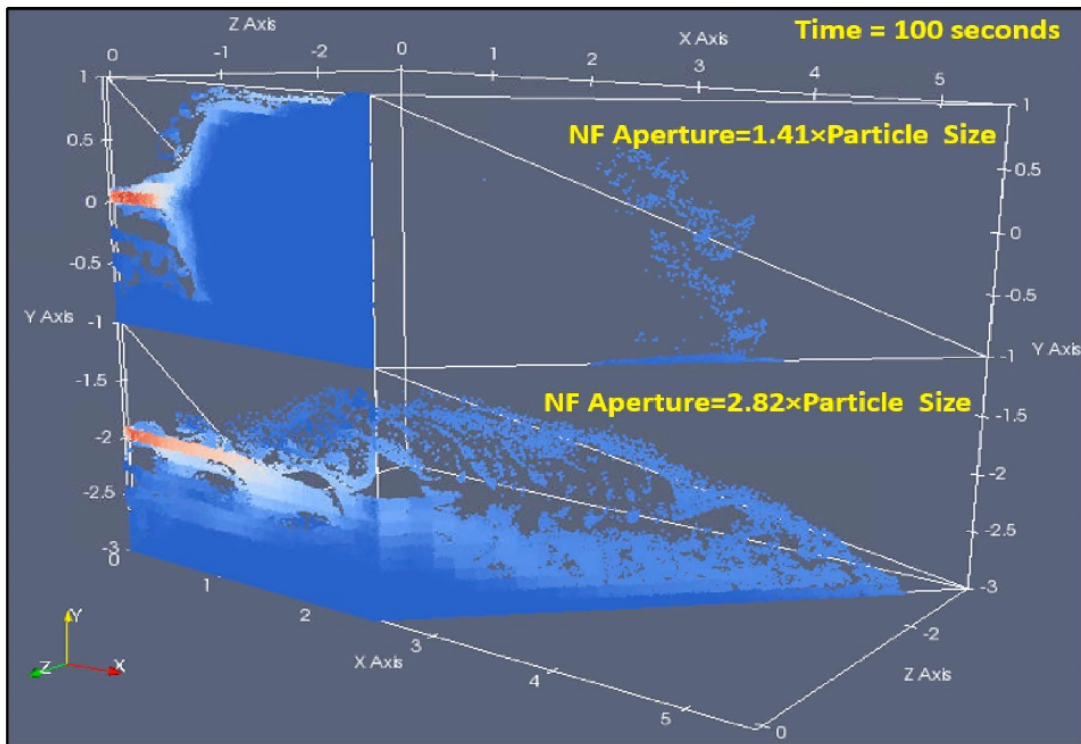 Z Axis
X Axis
Time = 100 seconds
0
-1
-2
0
1
2
3
4
5
1
0.5
0
-0.5
Y Axis
-1
1
0.5
0
-0.5
-1
Y Axis
NF Aperture=1.41×Particle Size
-1.5
-2
-2.5
-3
NF Aperture=2.82×Particle Size
-1.5
-2
-2.5
-3
0
1
2
3
4
5
X Axis
-2
Z Axis
0
Y
Z
X